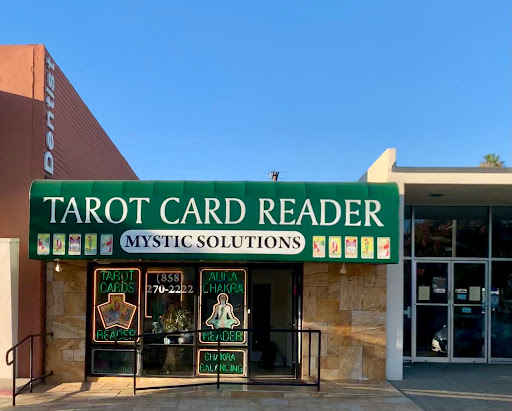 Dentist
TAROT CARD READER
MYSTIC SOLUTIONS
TAROT
CARDS
READER
(858)
270-2222
AURA
CHAKRA
READER
CHAKRA
BALANCING